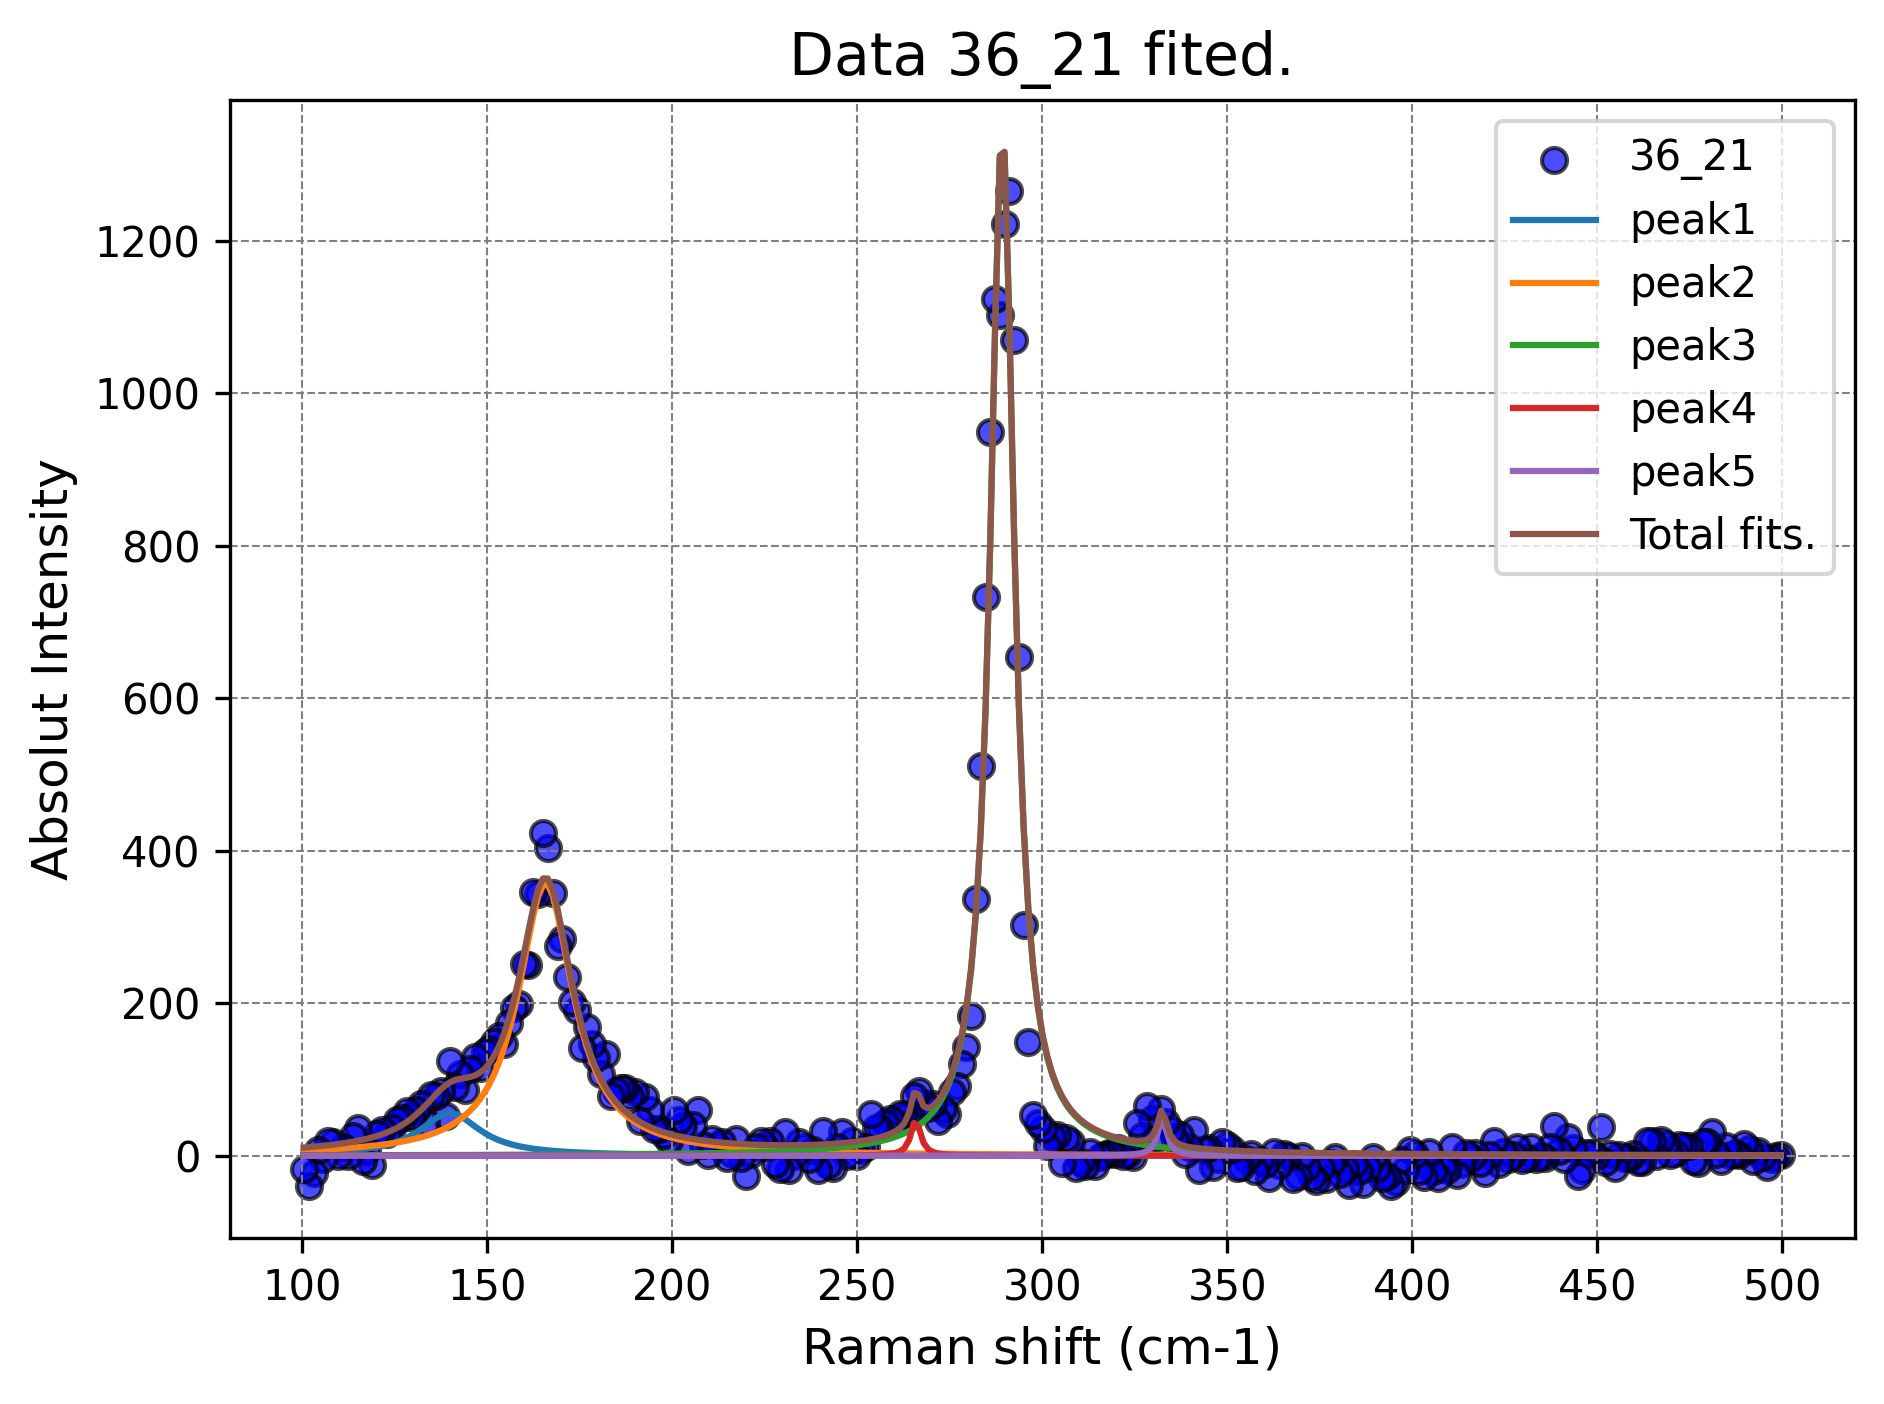 Data 36_21 fited.
36_21
peak1
peak2
peak3
peak4
peak5
Total fits.
Absolut Intensity
1200
1000
800
600
400
200
0
100 150 200 250 300 350 400 450 500
Raman shift (cm-1)